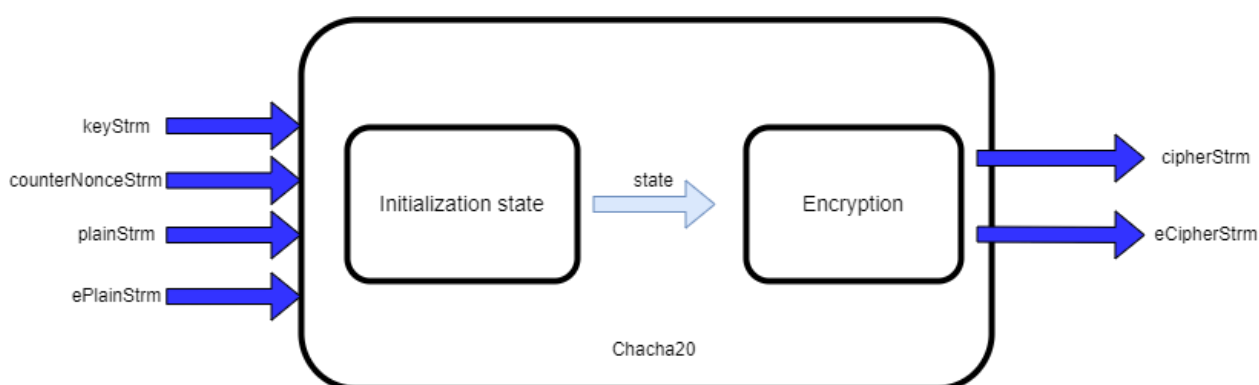 keyStrm
counterNonceStrm
plainStrm
ePlainStrm
Initialization state
state
Encryption
cipherStrm
eCipherStrm
Chacha20